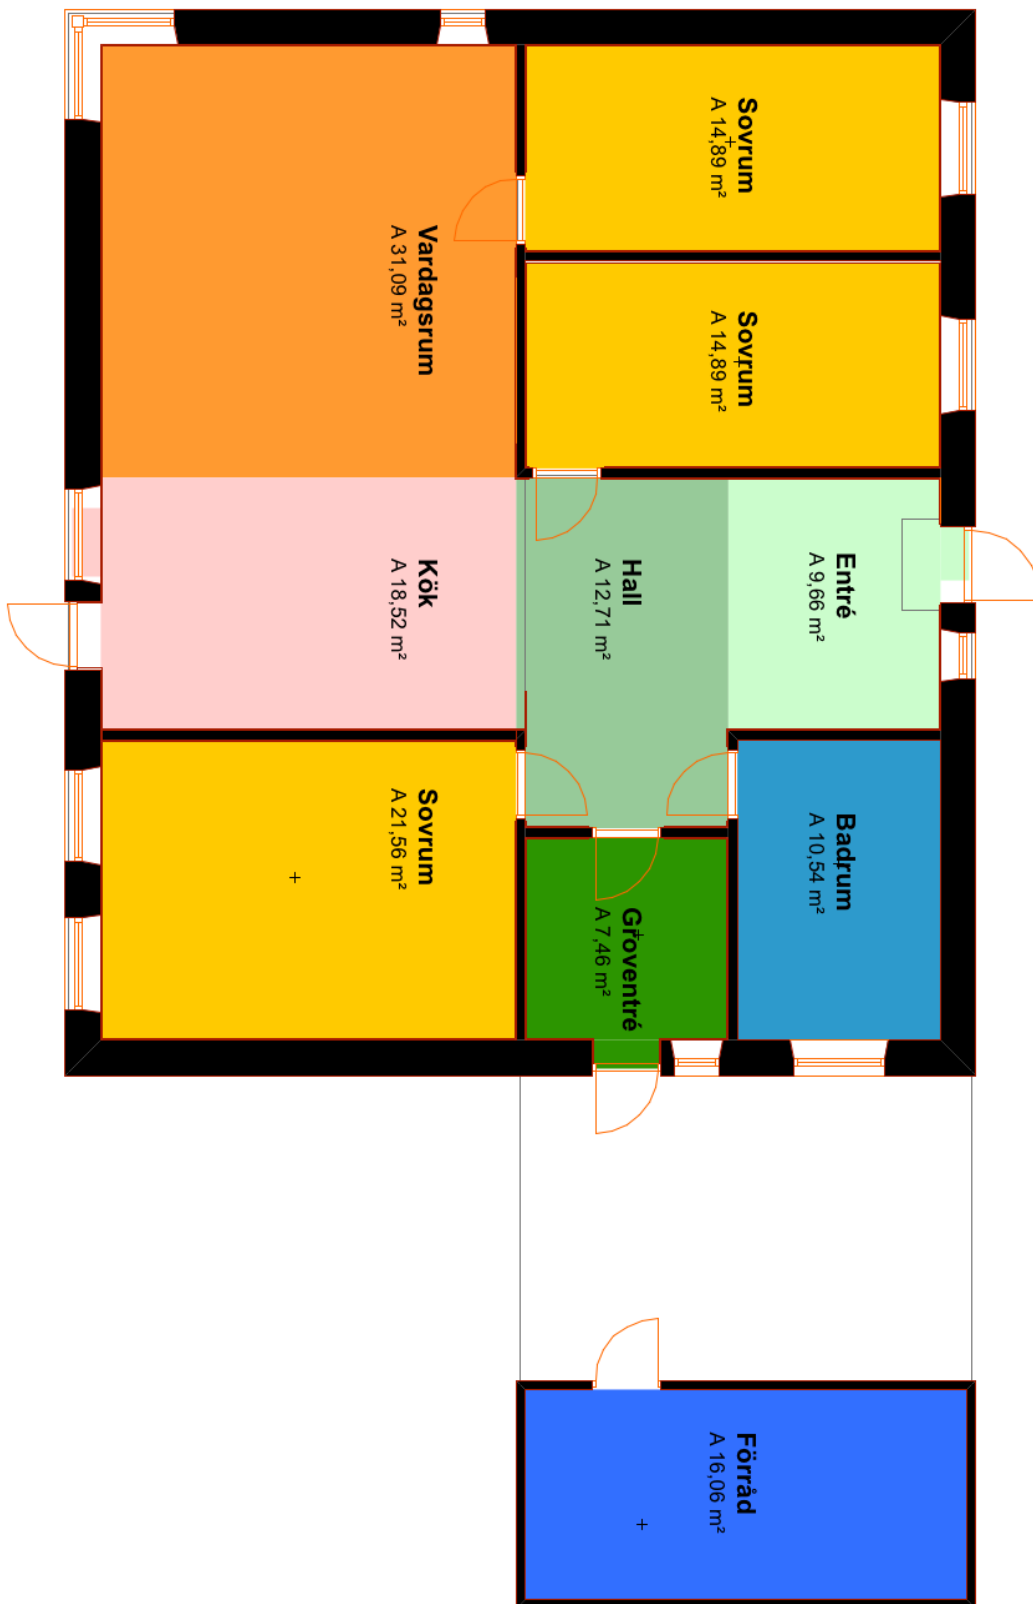 Sovrum
A 14,89 m²
Vardagsrum
A 31,09 m²
Sovrum
A 14,89 m²
Kök
A 18,52 m²
Hall
A 12,71 m²
Entré
A 9,66 m²
Sovrum
A 21,56 m²
Badrum
A 10,54 m²
Groventré
A 7,46 m²
Förråd
A 16,06 m²